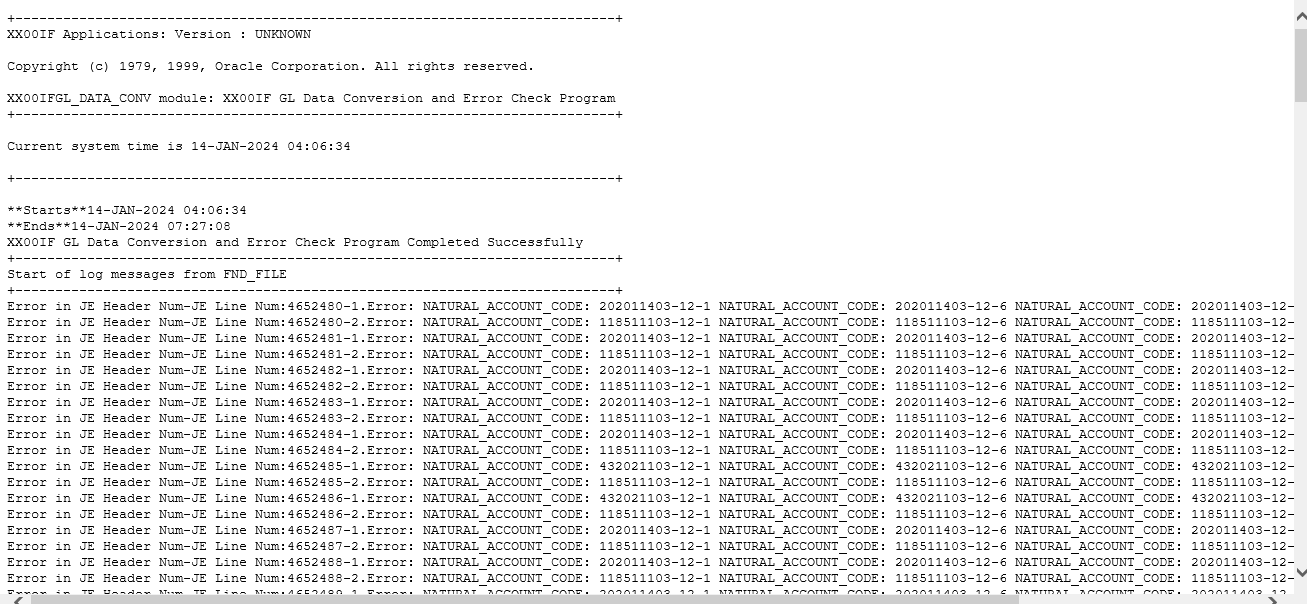 +---------------------------------------------------------------------------+
XX00IF Applications: Version : UNKNOWN
Copyright (c) 1979, 1999, Oracle Corporation. All rights reserved.
XX00IFGL_DATA_CONV module: XX00IF GL Data Conversion and Error Check Program
+---------------------------------------------------------------------------+
Current system time is 14-JAN-2024 04:06:34
+---------------------------------------------------------------------------+
**Starts**14-JAN-2024 04:06:34
**Ends**14-JAN-2024 07:27:08
XX00IF GL Data Conversion and Error Check Program Completed Successfully
+---------------------------------------------------------------------------+
Start of log messages from FND_FILE
+---------------------------------------------------------------------------+
Error in JE Header Num-JE Line Num:4652480-1.Error: NATURAL_ACCOUNT_CODE: 202011403-12-1 NATURAL_ACCOUNT_CODE: 202011403-12-6 NATURAL_ACCOUNT_CODE: 202011403-12-
Error in JE Header Num-JE Line Num:4652480-2.Error: NATURAL_ACCOUNT_CODE: 118511103-12-1 NATURAL_ACCOUNT_CODE: 118511103-12-6 NATURAL_ACCOUNT_CODE: 118511103-12-
Error in JE Header Num-JE Line Num:4652481-1.Error: NATURAL_ACCOUNT_CODE: 202011403-12-1 NATURAL_ACCOUNT_CODE: 202011403-12-6 NATURAL_ACCOUNT_CODE: 202011403-12-
Error in JE Header Num-JE Line Num:4652481-2.Error: NATURAL_ACCOUNT_CODE: 118511103-12-1 NATURAL_ACCOUNT_CODE: 118511103-12-6 NATURAL_ACCOUNT_CODE: 118511103-12-
Error in JE Header Num-JE Line Num:4652482-1.Error: NATURAL_ACCOUNT_CODE: 202011403-12-1 NATURAL_ACCOUNT_CODE: 202011403-12-6 NATURAL_ACCOUNT_CODE: 202011403-12-
Error in JE Header Num-JE Line Num:4652482-2.Error: NATURAL_ACCOUNT_CODE: 118511103-12-1 NATURAL_ACCOUNT_CODE: 118511103-12-6 NATURAL_ACCOUNT_CODE: 118511103-12-
Error in JE Header Num-JE Line Num:4652483-1.Error: NATURAL_ACCOUNT_CODE: 202011403-12-1 NATURAL_ACCOUNT_CODE: 202011403-12-6 NATURAL_ACCOUNT_CODE: 202011403-12-
Error in JE Header Num-JE Line Num:4652483-2.Error: NATURAL_ACCOUNT_CODE: 118511103-12-1 NATURAL_ACCOUNT_CODE: 118511103-12-6 NATURAL_ACCOUNT_CODE: 118511103-12-
Error in JE Header Num-JE Line Num:4652484-1.Error: NATURAL_ACCOUNT_CODE: 202011403-12-1 NATURAL_ACCOUNT_CODE: 202011403-12-6 NATURAL_ACCOUNT_CODE: 202011403-12-
Error in JE Header Num-JE Line Num:4652484-2.Error: NATURAL_ACCOUNT_CODE: 118511103-12-1 NATURAL_ACCOUNT_CODE: 118511103-12-6 NATURAL_ACCOUNT_CODE: 118511103-12-
Error in JE Header Num-JE Line Num:4652485-1.Error: NATURAL_ACCOUNT_CODE: 432021103-12-1 NATURAL_ACCOUNT_CODE: 432021103-12-6 NATURAL_ACCOUNT_CODE: 432021103-12-
Error in JE Header Num-JE Line Num:4652485-2.Error: NATURAL_ACCOUNT_CODE: 118511103-12-1 NATURAL_ACCOUNT_CODE: 118511103-12-6 NATURAL_ACCOUNT_CODE: 118511103-12-
Error in JE Header Num-JE Line Num:4652486-1.Error: NATURAL_ACCOUNT_CODE: 432021103-12-1 NATURAL_ACCOUNT_CODE: 432021103-12-6 NATURAL_ACCOUNT_CODE: 432021103-12-
Error in JE Header Num-JE Line Num:4652486-2.Error: NATURAL_ACCOUNT_CODE: 118511103-12-1 NATURAL_ACCOUNT_CODE: 118511103-12-6 NATURAL_ACCOUNT_CODE: 118511103-12-
Error in JE Header Num-JE Line Num:4652487-1.Error: NATURAL_ACCOUNT_CODE: 202011403-12-1 NATURAL_ACCOUNT_CODE: 202011403-12-6 NATURAL_ACCOUNT_CODE: 202011403-12-
Error in JE Header Num-JE Line Num:4652487-2.Error: NATURAL_ACCOUNT_CODE: 118511103-12-1 NATURAL_ACCOUNT_CODE: 118511103-12-6 NATURAL_ACCOUNT_CODE: 118511103-12-
Error in JE Header Num-JE Line Num:4652488-1.Error: NATURAL_ACCOUNT_CODE: 202011403-12-1 NATURAL_ACCOUNT_CODE: 202011403-12-6 NATURAL_ACCOUNT_CODE: 202011403-12-
Error in JE Header Num-JE Line Num:4652488-2.Error: NATURAL_ACCOUNT_CODE: 118511103-12-1 NATURAL_ACCOUNT_CODE: 118511103-12-6 NATURAL_ACCOUNT_CODE: 118511103-12-